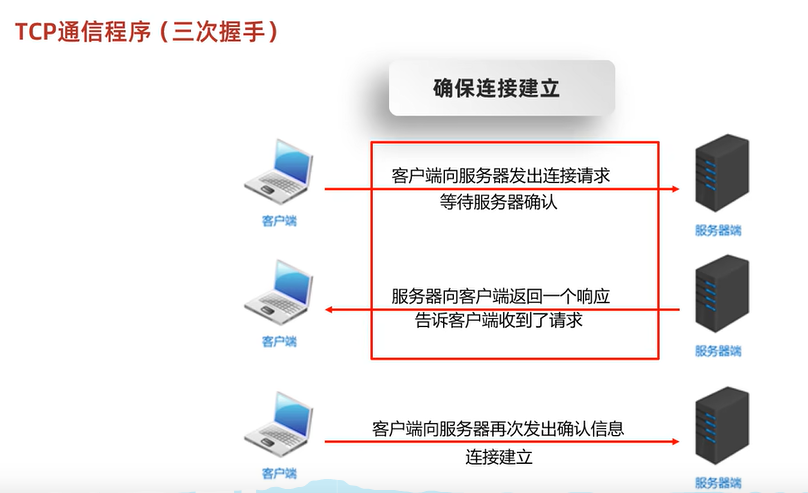 TCP通信程序（三次握手）
确保连接建立
客户端向服务器发出连接请求
等待服务器确认
客户端
服务器端
服务器向客户端返回一个响应
告诉客户端收到了请求
客户端
服务器端
客户端向服务器再次发出确认信息
连接建立
客户端
服务器端